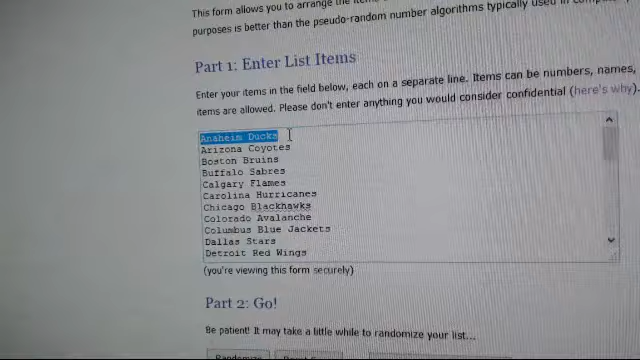 This form allows you to arrange the items
purposes is better than the pseudo-random number algorithms typically used in
Part 1: Enter List Items
Enter your items in the field below, each on a separate line. Items can be numbers, names,
items are allowed. Please don't enter anything you would consider confidential (here's why).
Anaheim Ducks
Arizona Coyotes
Boston Bruins
Buffalo Sabres
Calgary Flames
Carolina Hurricanes
Chicago Blackhawks
Colorado Avalanche
Columbus Blue Jackets
Dallas Stars
Detroit Red Wings
(you're viewing this form securely)
Part 2: Go!
Be patient! It may take a little while to randomize your list...
Randomize